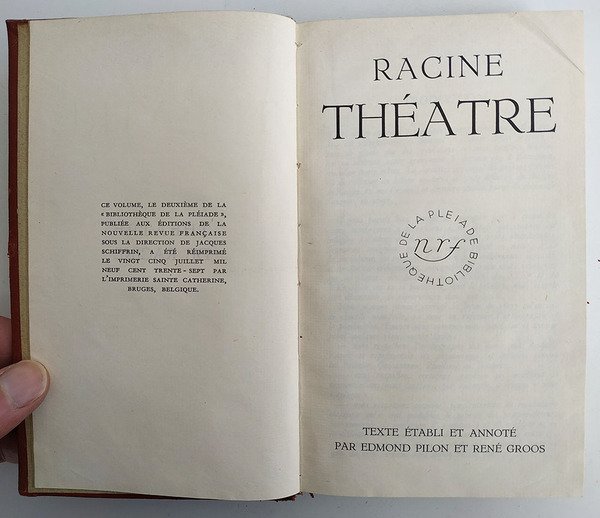 CE VOLUME, LE DEUXIÈME DE LA
« BIBLIOTHÈQUE DE LA PLÉIADE »,
PUBLIÉE AUX ÉDITIONS DE LA
NOUVELLE REVUE FRANÇAISE
SOUS LA DIRECTION DE JACQUES
SCHIFFRIN, A ÉTÉ RÉIMPRIMÉ
LE VINGT CINQ JUILLET MIL
NEUF CENT TRENTE-SEPT PAR
L'IMPRIMERIE SAINTE CATHERINE,
BRUGES, BELGIQUE.
RACINE
THÉATRE
BIBLIOTHEQUE DE LA PLEIADE
nrf
TEXTE ÉTABLI ET ANNOTÉ
PAR EDMOND PILON ET RENÉ GROOS